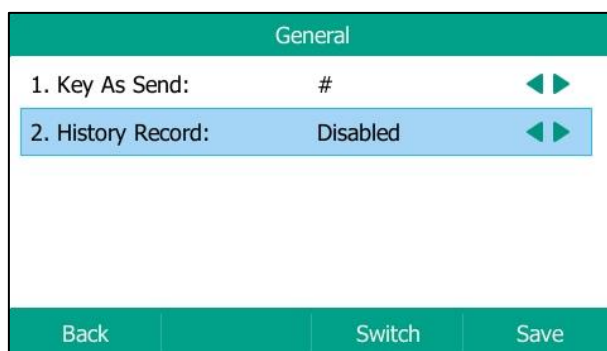 General
1. Key As Send: #
2. History Record: Disabled
Back Switch Save